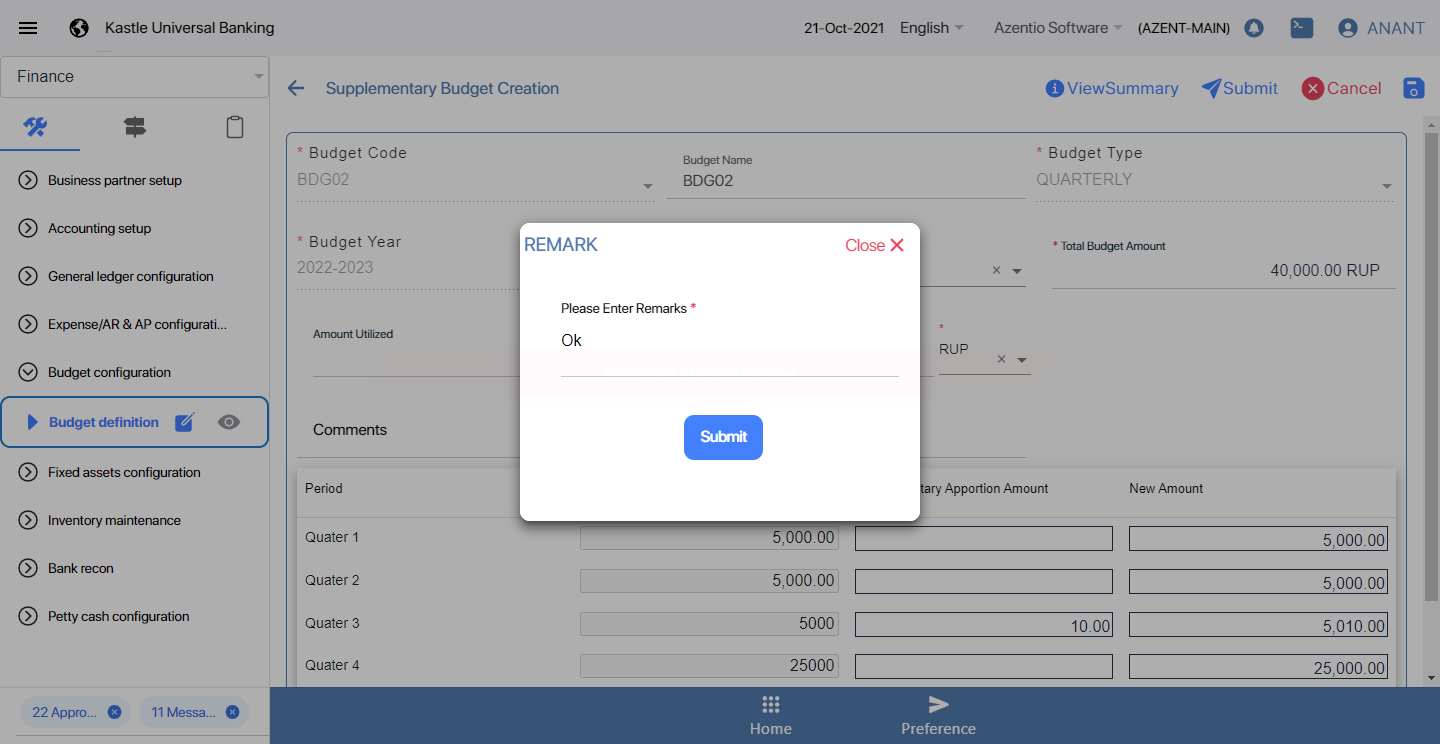 Kastle Universal Banking
21-Oct-2021 English Azentio Software (AZENT-MAIN) ANANT
Finance
Supplementary Budget Creation
ViewSummary Submit Cancel
Business partner setup
Accounting setup
General ledger configuration
Expense/AR & AP configurati...
Budget configuration
Budget definition
Fixed assets configuration
Inventory maintenance
Bank recon
Petty cash configuration
22 Appro... 11 Messa...
* Budget Code
BDG02
Budget Name
BDG02
* Budget Type
QUARTERLY
* Budget Year
2022-2023
* Total Budget Amount
40,000.00 RUP
Amount Utilized
*
RUP
Comments
REMARK
Close
Please Enter Remarks *
Ok
Submit
Period tary Apportion Amount New Amount
Quater 1 5,000.00 5,000.00
Quater 2 5,000.00 5,000.00
Quater 3 5000 10.00 5,010.00
Quater 4 25000 25,000.00
Home Preference